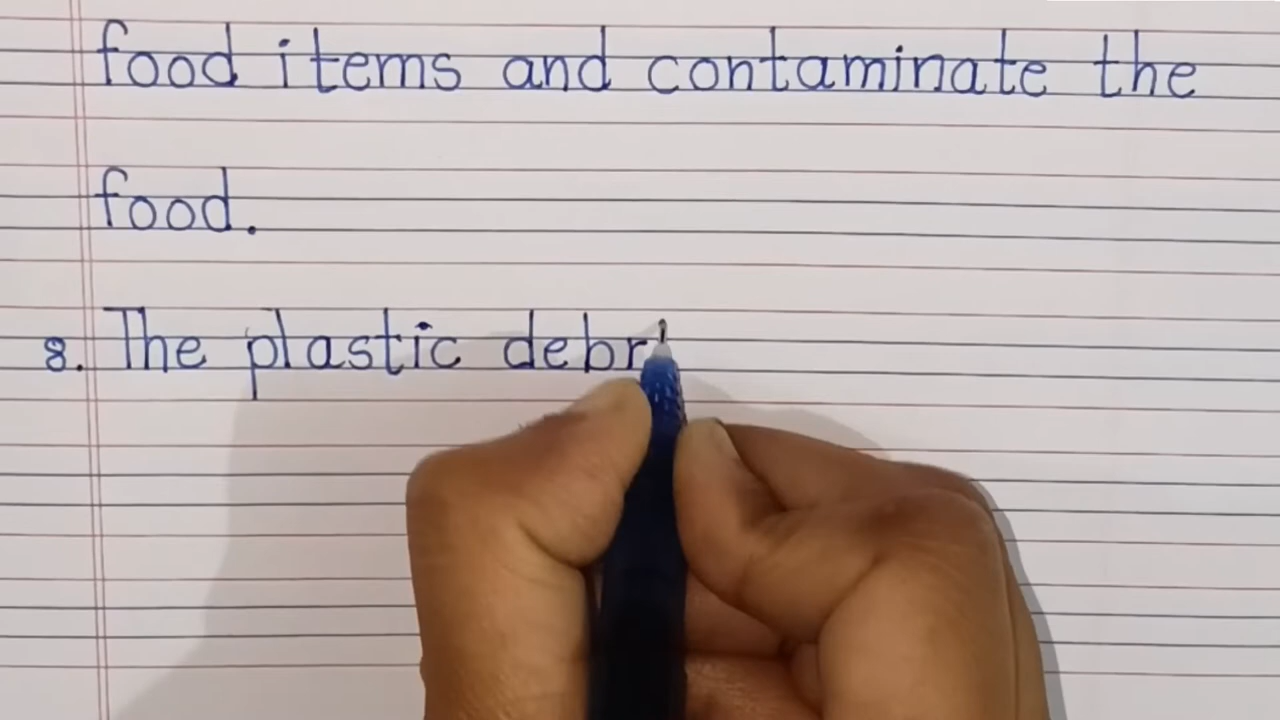 food items and contaminate the
food.
8. The plastic debr